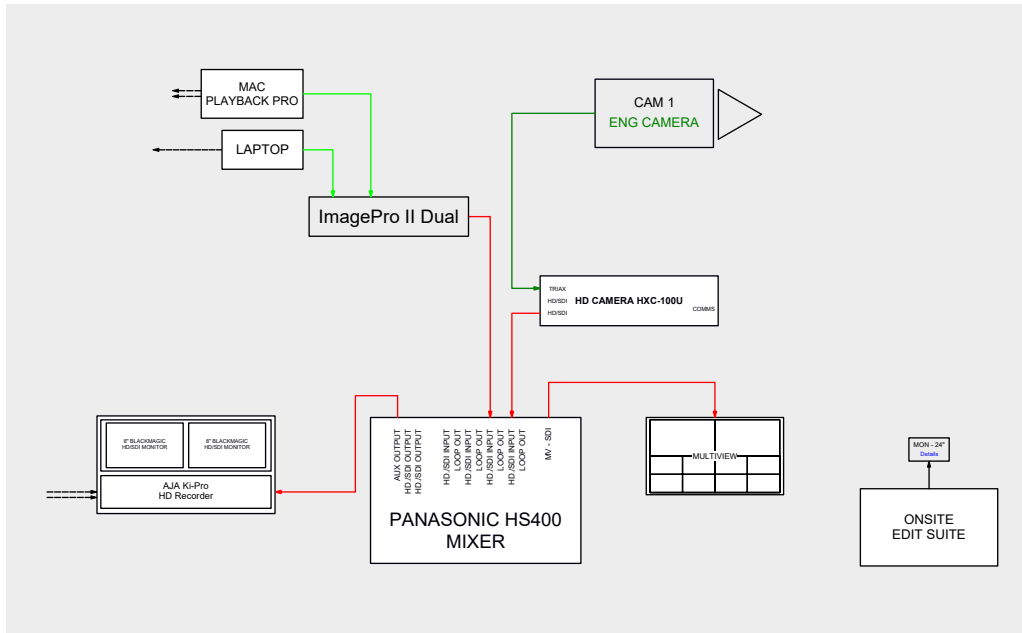 MAC
PLAYBACK PRO
LAPTOP
CAM 1
ENG CAMERA
ImagePro II Dual
TRIAX
HD/SDI
HD/SDI
HD CAMERA HXC-100U
COMMS
8" BLACKMAGIC
HD/SDI MONITOR
8" BLACKMAGIC
HD/SDI MONITOR
AJA Ki-Pro
HD Recorder
AUX OUTPUT
HD /SDI OUTPUT
HD /SDI OUTPUT
HD /SDI INPUT
LOOP OUT
HD /SDI INPUT
LOOP OUT
HD /SDI INPUT
LOOP OUT
HD /SDI INPUT
LOOP OUT
MV - SDI
PANASONIC HS400
MIXER
MULTIVIEW
MON - 24"
Details
ONSITE
EDIT SUITE